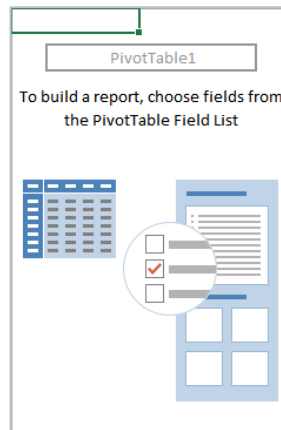 PivotTable1
To build a report, choose fields from
the PivotTable Field List